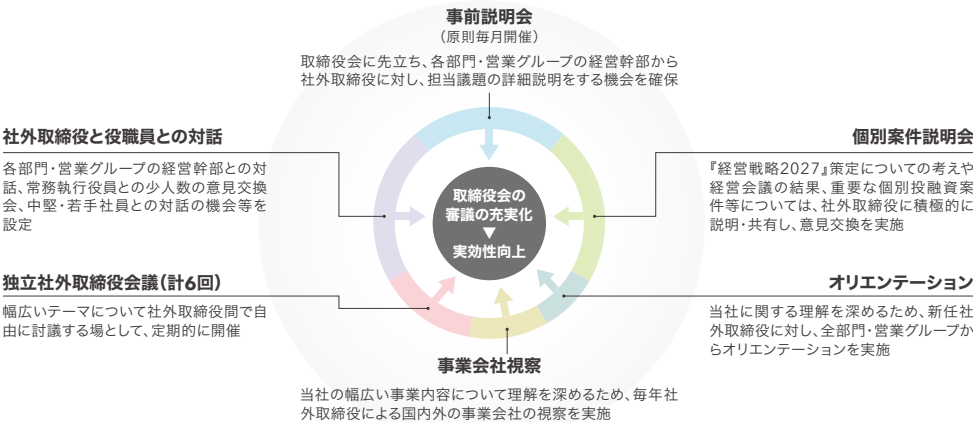 事前説明会
（原則毎月開催）
取締役会に先立ち、各部門・営業グループの経営幹部から
社外取締役に対し、担当議題の詳細説明をする機会を確保
社外取締役と役職員との対話
各部門・営業グループの経営幹部との対
話、常務執行役員との少人数の意見交換
会、中堅・若手社員との対話の機会等を
設定
個別案件説明会
『経営戦略2027』策定についての考えや
経営会議の結果、重要な個別投融資案
件等については、社外取締役に積極的に
説明・共有し、意見交換を実施
取締役会の
審議の充実化
▼
実効性向上
独立社外取締役会議（計6回）
幅広いテーマについて社外取締役間で自
由に討議する場として、定期的に開催
オリエンテーション
当社に関する理解を深めるため、新任社
外取締役に対し、全部門・営業グループか
らオリエンテーションを実施
事業会社視察
当社の幅広い事業内容について理解を深めるため、毎年社
外取締役による国内外の事業会社の視察を実施